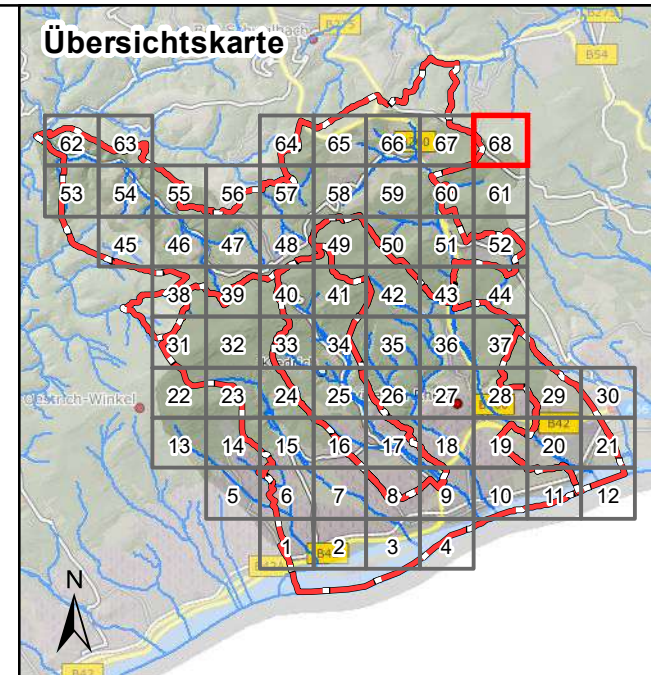 Übersichtskarte
B275
B54
62 63 64 65 66 67 68
53 54 55 56 57 58 59 60 61
45 46 47 48 49 50 51 52
38 39 40 41 42 43 44
31 32 33 34 35 36 37
Oestrich-Winkel
22 23 24 25 26 27 28 29 30
B42
13 14 15 16 17 18 19 20 21
5 6 7 8 9 10 11 12
1 2 3 4
N
B42